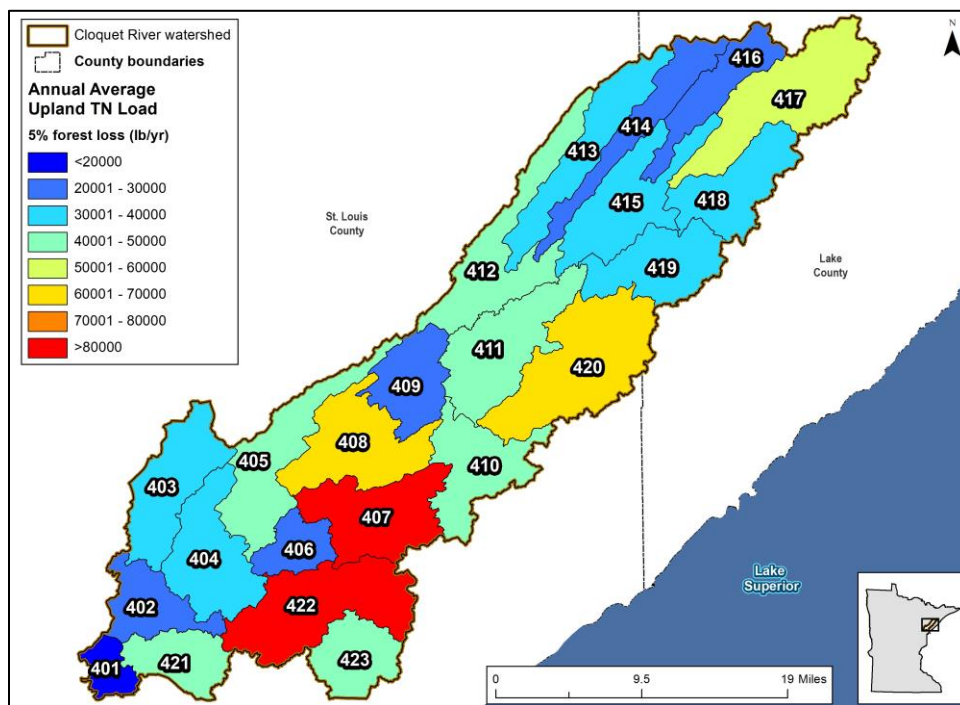 Cloquet River watershed
County boundaries
Annual Average
Upland TN Load
5% forest loss (lb/yr)
<20000
20001 - 30000
30001 - 40000
40001 - 50000
50001 - 60000
60001 - 70000
70001 - 80000
>80000
N
416
417
414
413
415
418
St. Louis
County
412
419
Lake
County
411
420
409
408
405
410
403
407
406
404
Lake
Superior
422
402
423
421
401
0
9.5
19 Miles